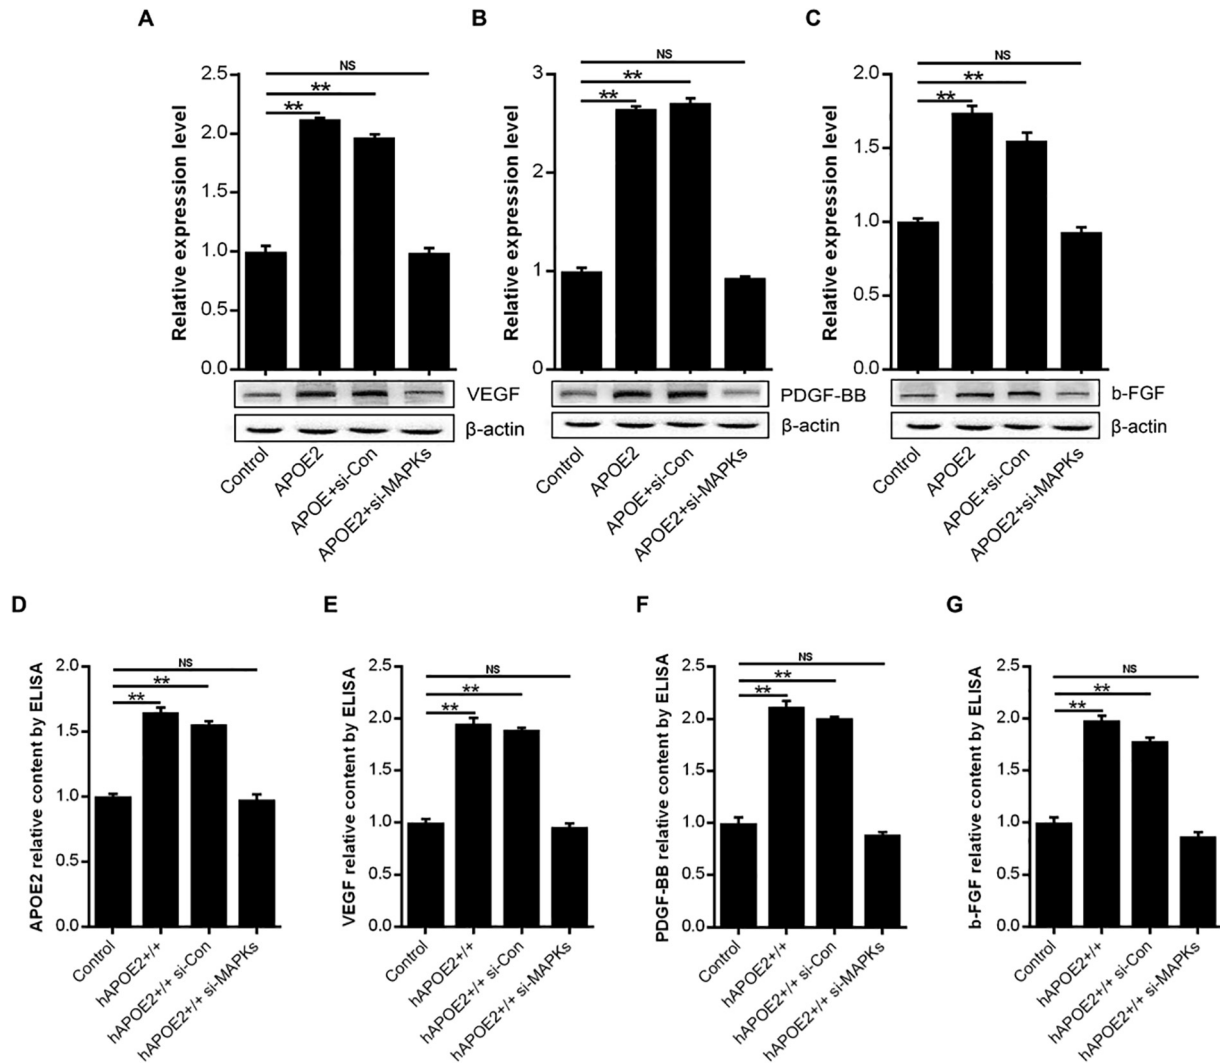 A
B
C
NS
**
**
2.5
2.0
1.5
1.0
0.5
0.0
Relative expression level
VEGF
β-actin
Control
APOE2
APOE+si-Con
APOE2+si-MAPKs
NS
**
**
3
2
1
0
Relative expression level
PDGF-BB
β-actin
Control
APOE2
APOE+si-Con
APOE2+si-MAPKs
NS
**
**
2.0
1.5
1.0
0.5
0.0
Relative expression level
b-FGF
β-actin
Control
APOE2
APOE+si-Con
APOE2+si-MAPKs
D
E
F
G
NS
**
**
2.0
1.5
1.0
0.5
0.0
APOE2 relative content by ELISA
Control
hAPOE2+/+
hAPOE2+/+ si-Con
hAPOE2+/+ si-MAPKs
NS
**
**
2.5
2.0
1.5
1.0
0.5
0.0
VEGF relative content by ELISA
Control
hAPOE2+/+
hAPOE2+/+ si-Con
hAPOE2+/+ si-MAPKs
NS
**
**
2.5
2.0
1.5
1.0
0.5
0.0
PDGF-BB relative content by ELISA
Control
hAPOE2+/+
hAPOE2+/+ si-Con
hAPOE2+/+ si-MAPKs
NS
**
**
2.5
2.0
1.5
1.0
0.5
0.0
b-FGF relative content by ELISA
Control
hAPOE2+/+
hAPOE2+/+ si-Con
hAPOE2+/+ si-MAPKs